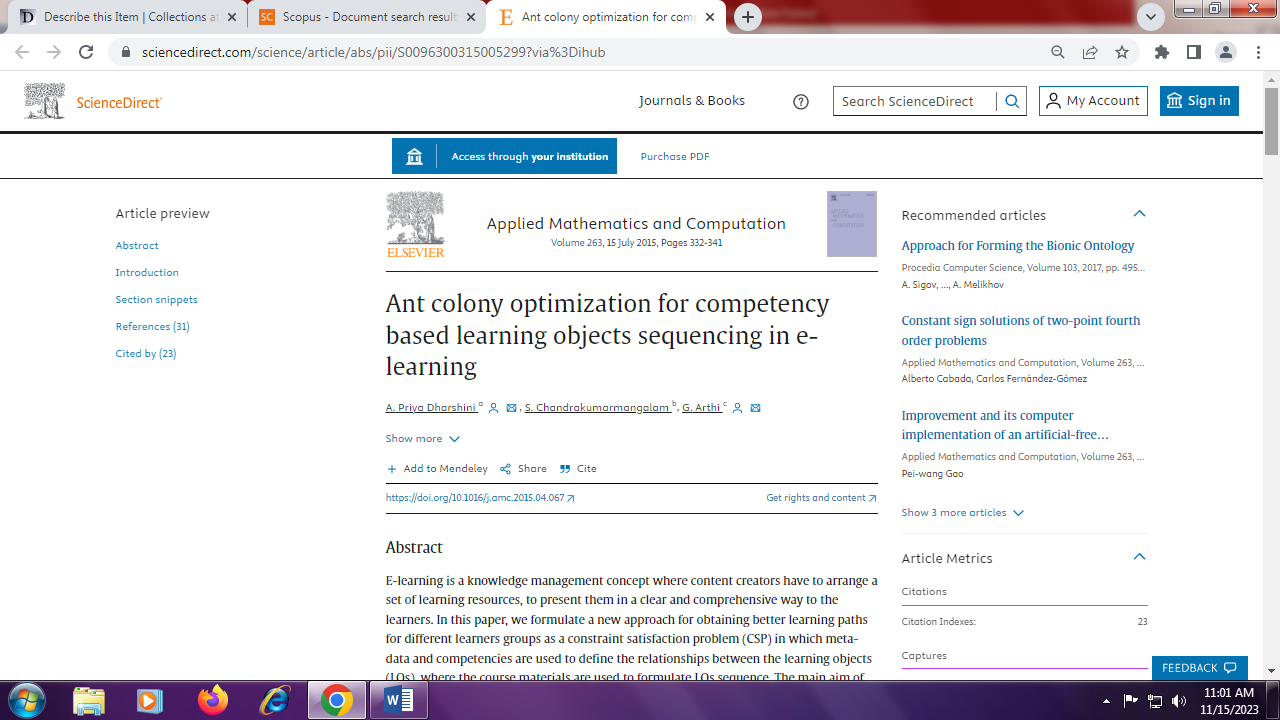 Describe this Item | Collections at
Scopus - Document search result
Ant colony optimization for comp
sciencedirect.com/science/article/abs/pii/S0096300315005299?via%3Dihub
ScienceDirect
Journals & Books
Search ScienceDirect
My Account
Sign in
Access through your institution
Purchase PDF
Article preview
Abstract
Introduction
Section snippets
References (31)
Cited by (23)
ELSEVIER
Applied Mathematics and Computation
Volume 263, 15 July 2015, Pages 332-341
Ant colony optimization for competency
based learning objects sequencing in e-
learning
A. Priya Dharshini a , S. Chandrakumarmangalam b, G. Arthi c
Show more
Add to Mendeley Share Cite
https://doi.org/10.1016/j.amc.2015.04.067
Get rights and content
Abstract
E-learning is a knowledge management concept where content creators have to arrange a
set of learning resources, to present them in a clear and comprehensive way to the
learners. In this paper, we formulate a new approach for obtaining better learning paths
for different learners groups as a constraint satisfaction problem (CSP) in which meta-
data and competencies are used to define the relationships between the learning objects
(LOs), where the course materials are used to formulate LOs sequence. The main aim of
Recommended articles
Approach for Forming the Bionic Ontology
Procedia Computer Science, Volume 103, 2017, pp. 495...
A. Sigov, ..., A. Melikhov
Constant sign solutions of two-point fourth
order problems
Applied Mathematics and Computation, Volume 263, ...
Alberto Cabada, Carlos Fernández-Gómez
Improvement and its computer
implementation of an artificial-free...
Applied Mathematics and Computation, Volume 263, ...
Pei-wang Gao
Show 3 more articles
Article Metrics
Citations
Citation Indexes: 23
Captures
FEEDBACK
11:01 AM
11/15/2023